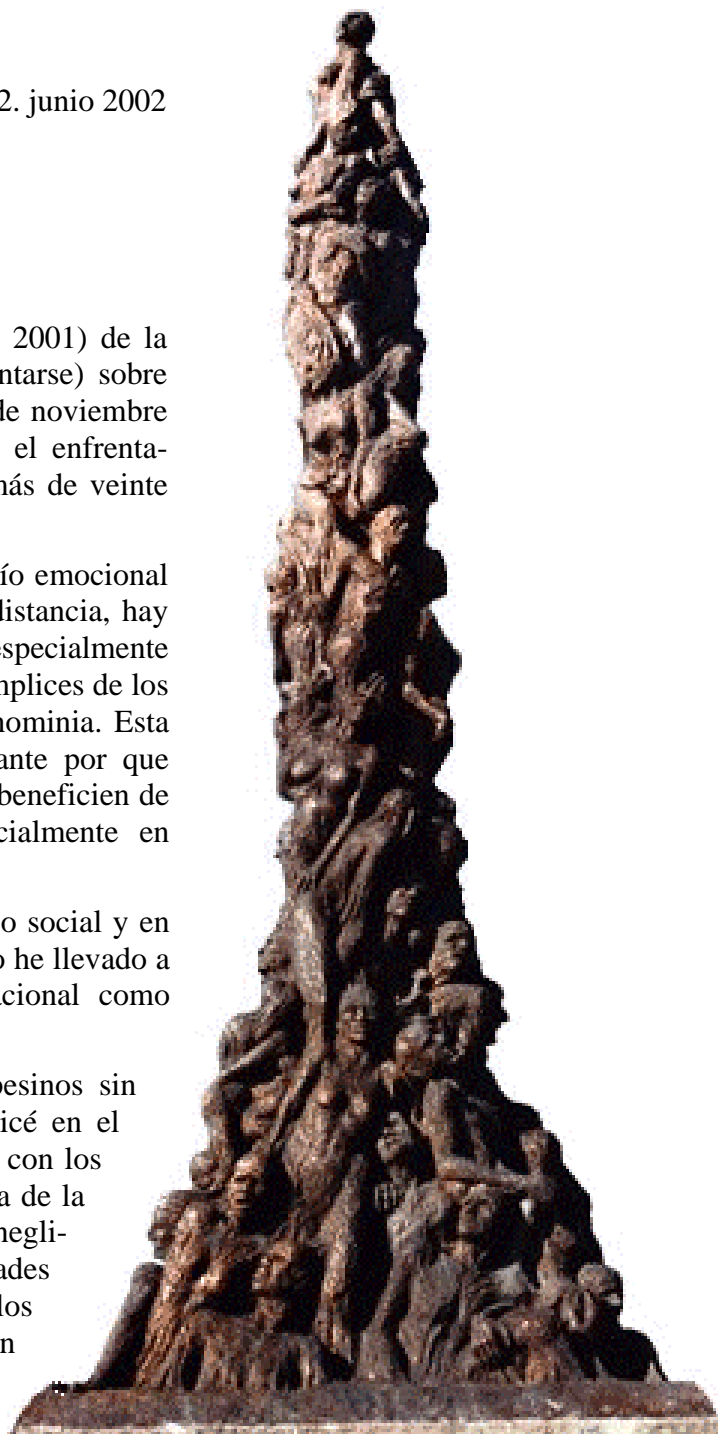 2. junio 2002
2001) de la
ntarse) sobre
de noviembre
el enfrenta-
más de veinte
ío emocional
distancia, hay
especialmente
mplices de los
nominia. Esta
ante por que
beneficien de
cialmente en
o social y en
o he llevado a
acional como
pesinos sin
icé en el
con los
a de la
negli-
ades
los
n